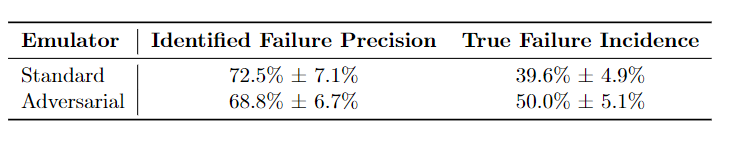 Emulator Identified Failure Precision True Failure Incidence
Standard 72.5% ± 7.1% 39.6% ± 4.9%
Adversarial 68.8% ± 6.7% 50.0% ± 5.1%